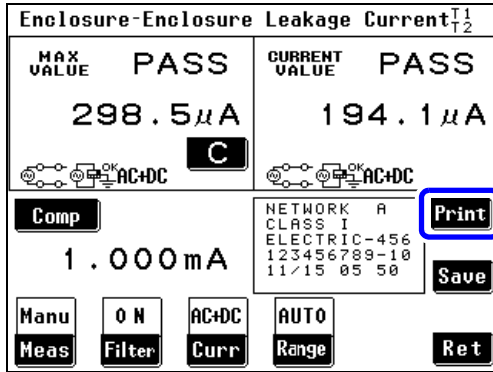 Enclosure-Enclosure Leakage Current T1 T2
MAX VALUE PASS
298.5μA
C
OK AC+DC
CURRENT VALUE PASS
194.1μA
OK AC+DC
Comp
1.000mA
NETWORK A
CLASS I
ELECTRIC-456
123456789-10
11/15 05 50
Print
Save
Manu ON AC+DC AUTO
Meas Filter Curr Range Ret